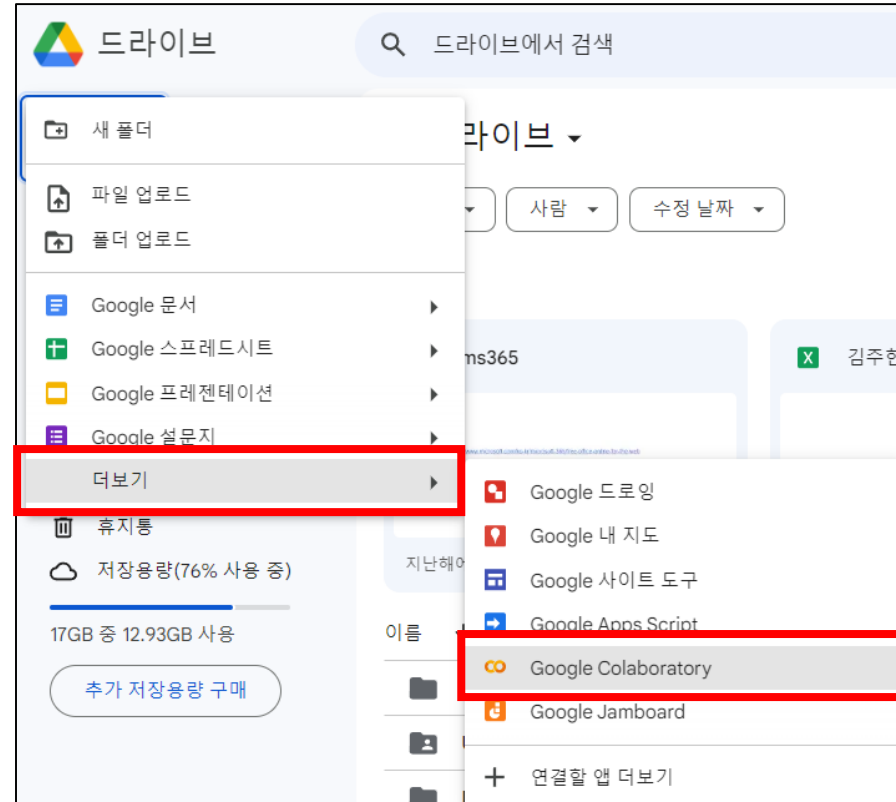 드라이브
드라이브에서 검색
새 폴더
파일 업로드
폴더 업로드
Google 문서
Google 스프레드시트
Google 프레젠테이션
Google 설문지
더보기
휴지통
저장용량(76% 사용 중)
17GB 중 12.93GB 사용
추가 저장용량 구매
라이브
사람
수정 날짜
ms365
김주현
지난해에
이름
Google 드로잉
Google 내 지도
Google 사이트 도구
Google Apps Script
Google Colaboratory
Google Jamboard
연결할 앱 더보기